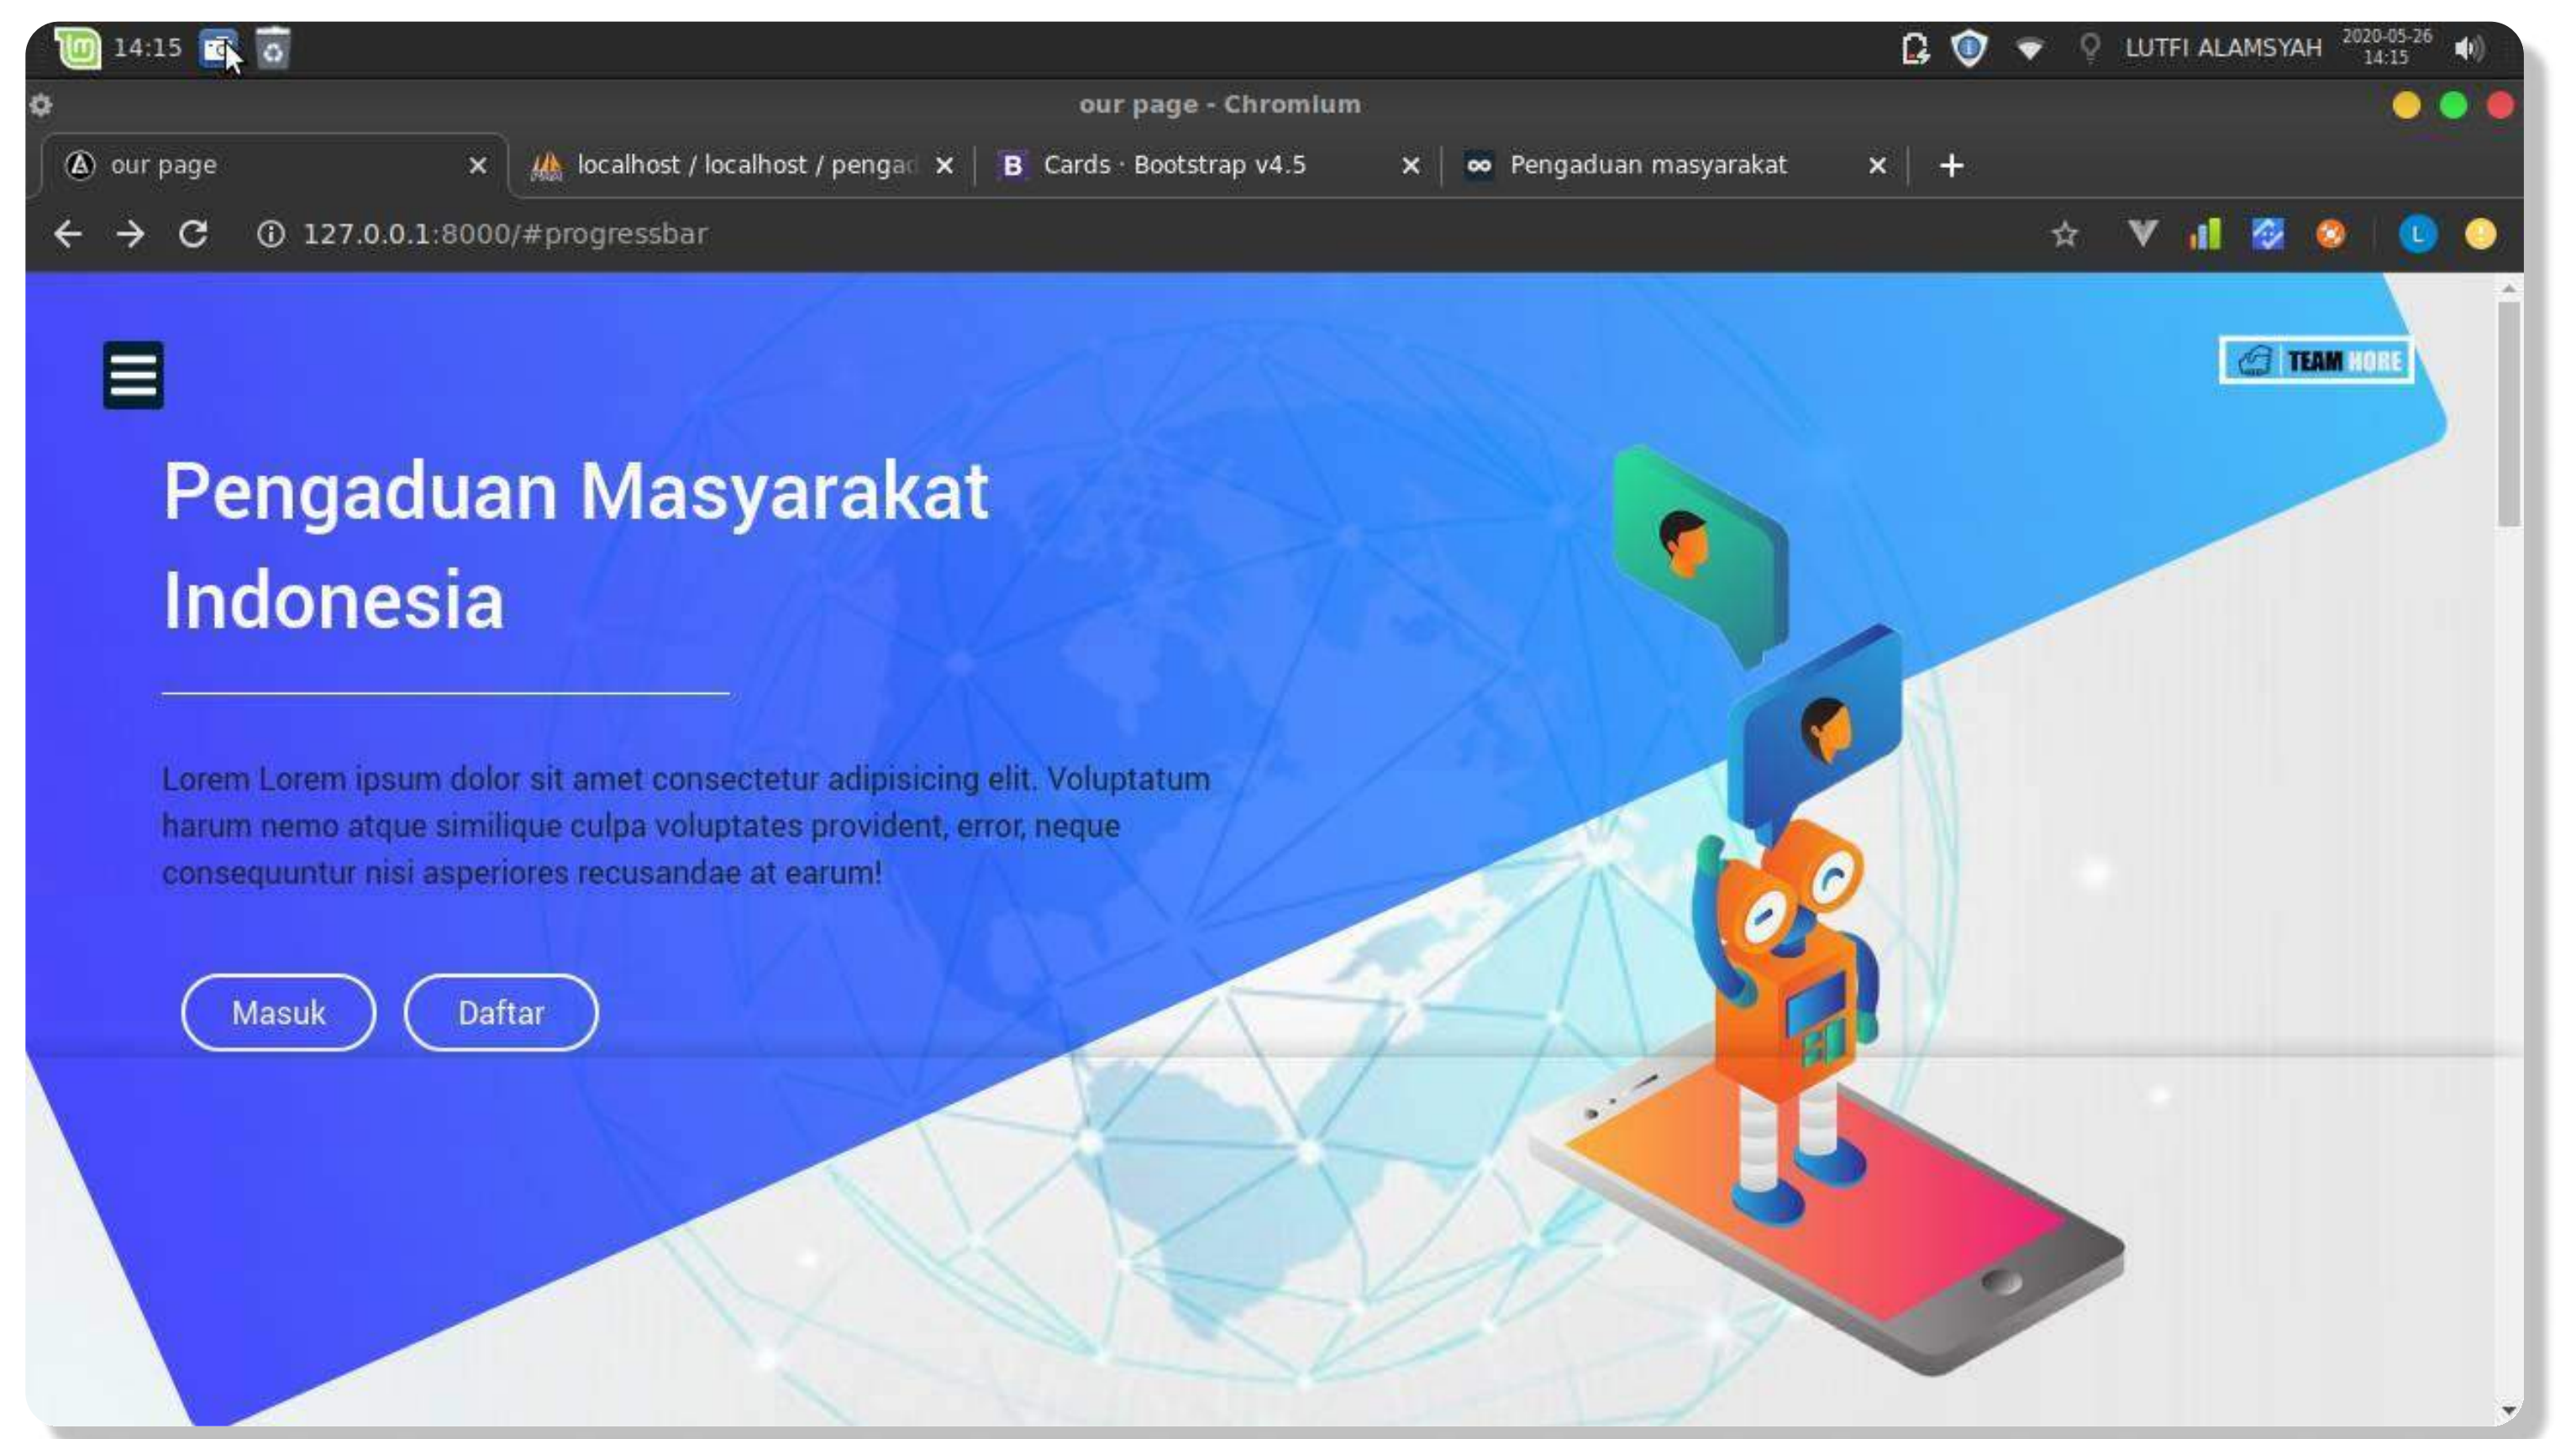 14:15
LUTFI ALAMSYAH
2020-05-26
14:15
our page - Chromium
our page
localhost / localhost / pengad
B Cards · Bootstrap v4.5
Pengaduan masyarakat
127.0.0.1:8000/#progressbar
L
TEAM HORE
Pengaduan Masyarakat
Indonesia
Lorem Lorem ipsum dolor sit amet consectetur adipisicing elit. Voluptatum
harum nemo atque similique culpa voluptates provident, error, neque
consequuntur nisi asperiores recusandae at earum!
Masuk
Daftar